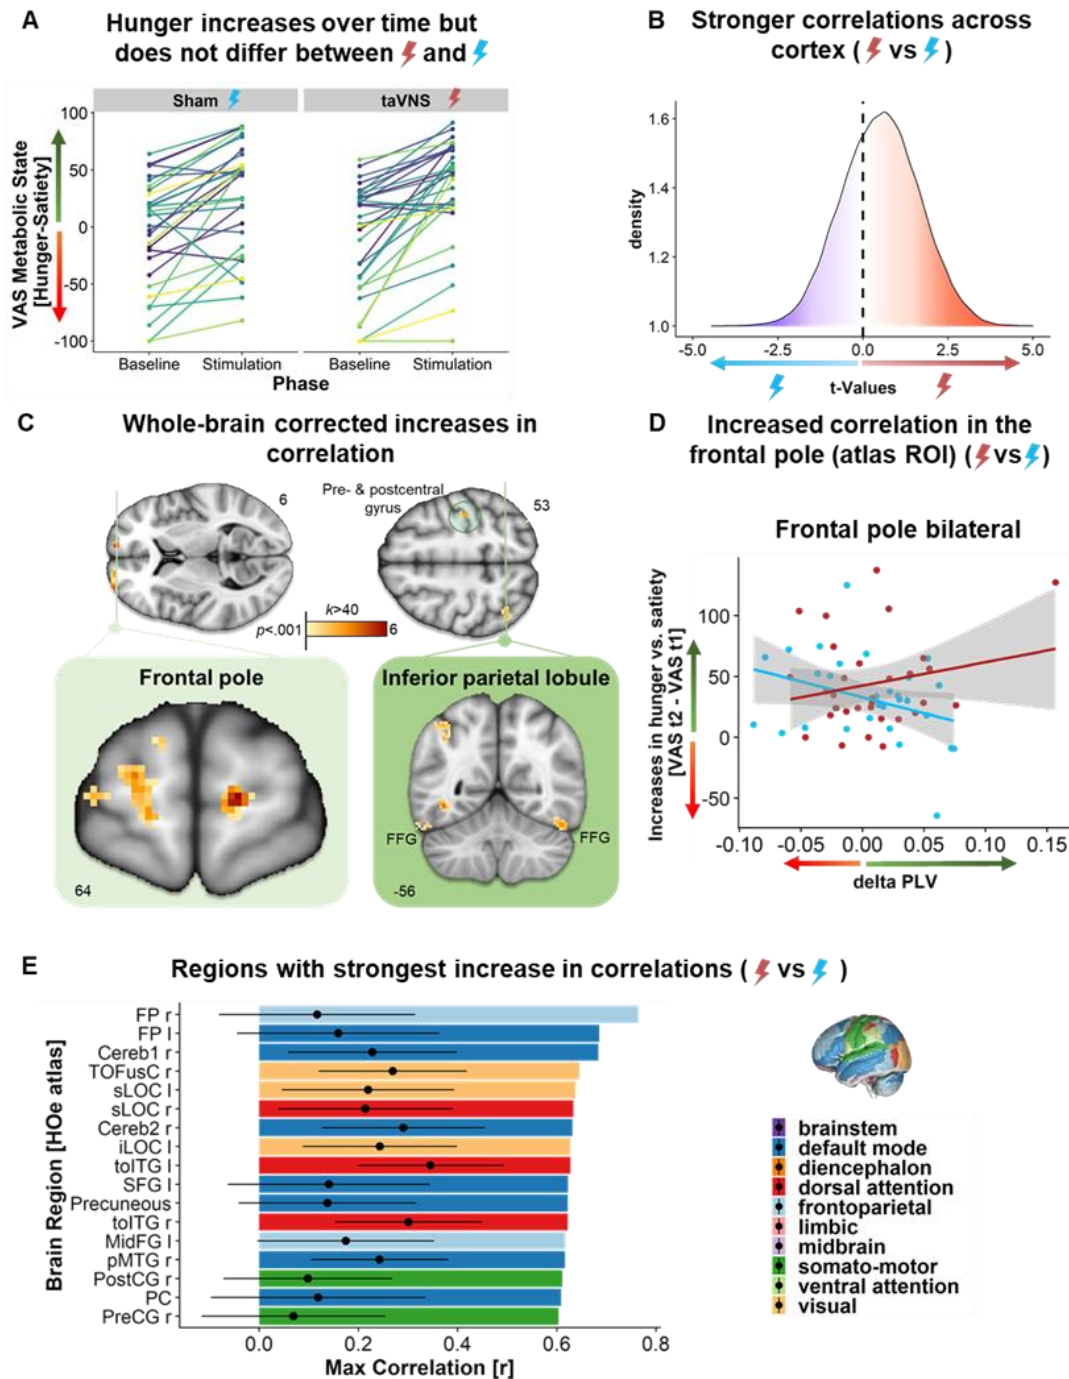 A
Hunger increases over time but
does not differ between and
Sham
taVNS
100
50
0
-50
-100
VAS Metabolic State
[Hunger-Satiety]
Baseline
Stimulation
Baseline
Stimulation
Phase
B
Stronger correlations across
cortex ( vs )
1.6
1.4
1.2
1.0
density
-5.0
-2.5
0.0
2.5
5.0
t-Values
C
Whole-brain corrected increases in
correlation
6
Pre- & postcentral
gyrus
53
k>40
p<.001
6
Frontal pole
64
Inferior parietal lobule
FFG
FFG
-56
D
Increased correlation in the
frontal pole (atlas ROI) ( vs )
Frontal pole bilateral
100
50
0
-50
Increases in hunger vs. satiety
[VAS t2 - VAS t1]
-0.10
-0.05
0.00
0.05
0.10
0.15
delta PLV
E
Regions with strongest increase in correlations ( vs )
Brain Region [HOe atlas]
FP r
FP l
Cereb1 r
TOFusC r
sLOC l
sLOC r
Cereb2 r
iLOC l
toITG l
SFG l
Precuneous
toITG r
MidFG l
pMTG r
PostCG r
PC
PreCG r
0.0
0.2
0.4
0.6
0.8
Max Correlation [r]
brainstem
default mode
diencephalon
dorsal attention
frontoparietal
limbic
midbrain
somato-motor
ventral attention
visual